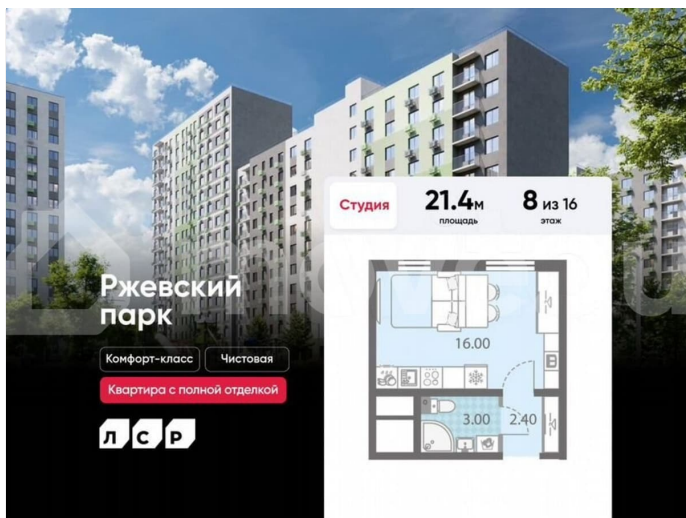 Студия
21.4м
площадь
8 из 16
этаж
Ржевский
парк
Комфорт-класс
Чистовая
Квартира с полной отделкой
ЛСР
16.00
3.00
2.40